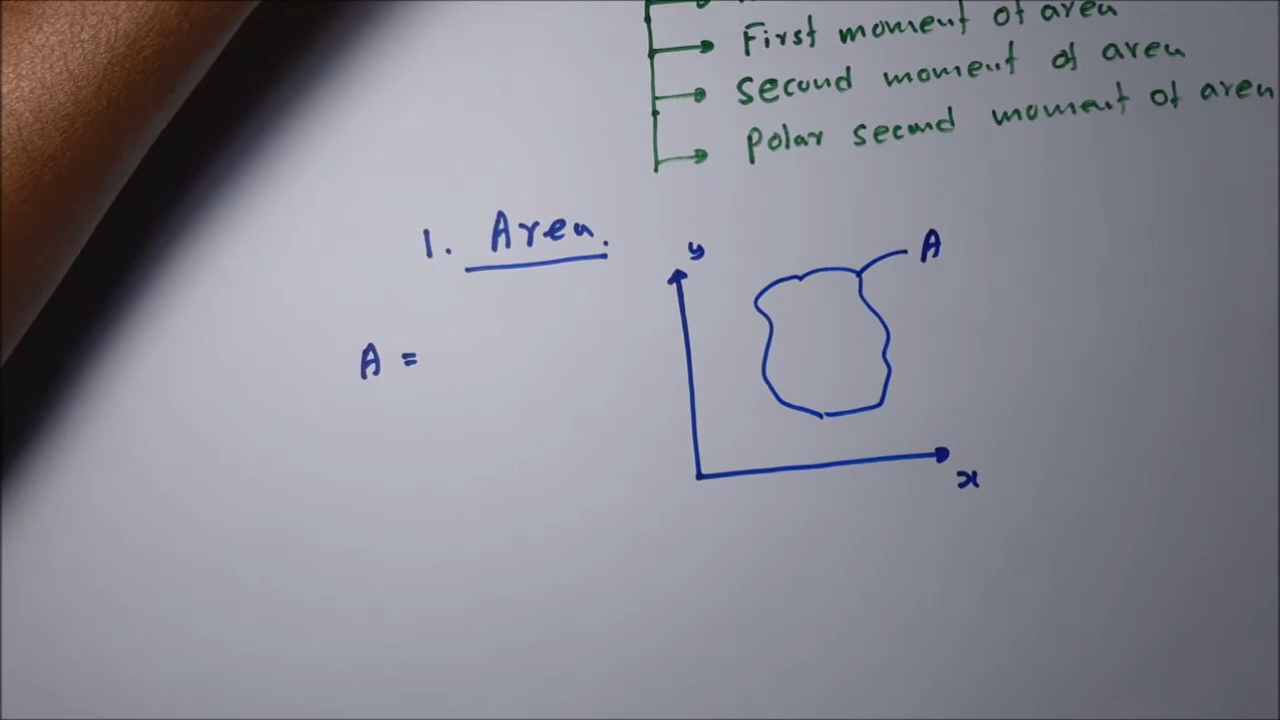 First moment of area
Second moment of area
Polar second moment of area
1. Area.
y
A
A =
x